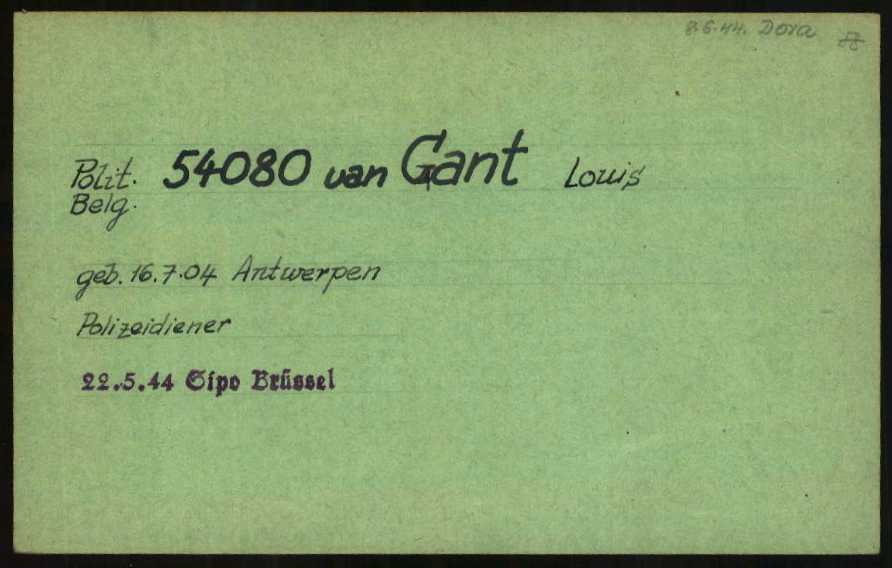 8.6.44. Dora
Polit. 54080 van Gant Louis
Belg.
geb. 16.7.04 Antwerpen
Polizeidiener
22.5.44 Sipo Brüssel